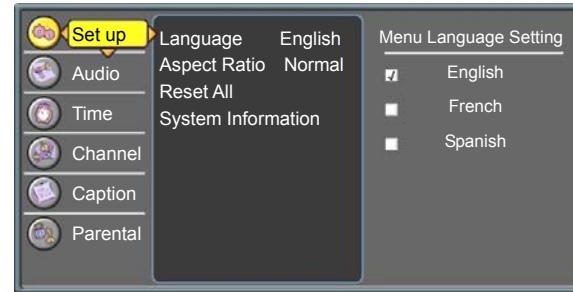 Set up
Audio
Time
Channel
Caption
Parental
Language English
Aspect Ratio Normal
Reset All
System Information
Menu Language Setting
English
French
Spanish